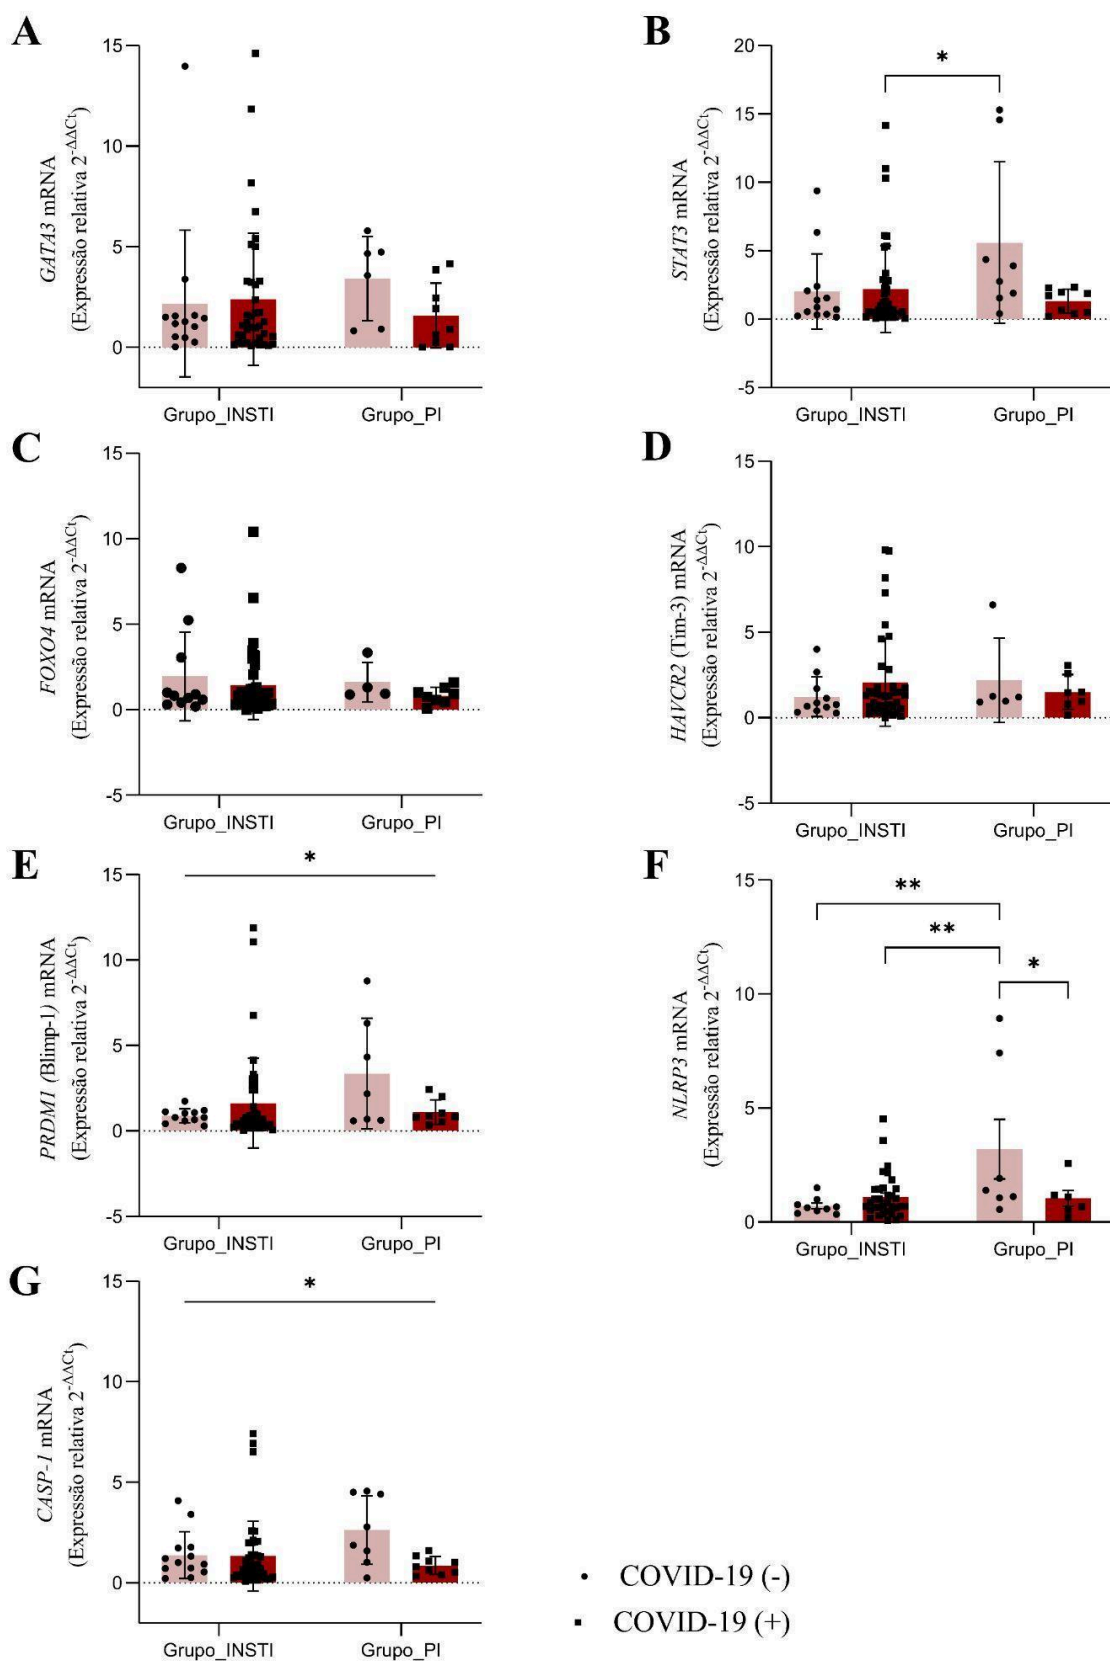 A
15
10
5
0
GATA3 mRNA
(Expressão relativa 2^-ΔΔCt)
Grupo_INSTI
Grupo_PI
B
20
15
10
5
0
-5
STAT3 mRNA
(Expressão relativa 2^-ΔΔCt)
*
Grupo_INSTI
Grupo_PI
C
15
10
5
0
-5
FOXO4 mRNA
(Expressão relativa 2^-ΔΔCt)
Grupo_INSTI
Grupo_PI
D
15
10
5
0
-5
HAVCR2 (Tim-3) mRNA
(Expressão relativa 2^-ΔΔCt)
Grupo_INSTI
Grupo_PI
E
15
10
5
0
-5
PRDM1 (Blimp-1) mRNA
(Expressão relativa 2^-ΔΔCt)
*
Grupo_INSTI
Grupo_PI
F
15
10
5
0
NLRP3 mRNA
(Expressão relativa 2^-ΔΔCt)
**
**
*
Grupo_INSTI
Grupo_PI
G
15
10
5
0
CASP-1 mRNA
(Expressão relativa 2^-ΔΔCt)
*
Grupo_INSTI
Grupo_PI
COVID-19 (-)
COVID-19 (+)